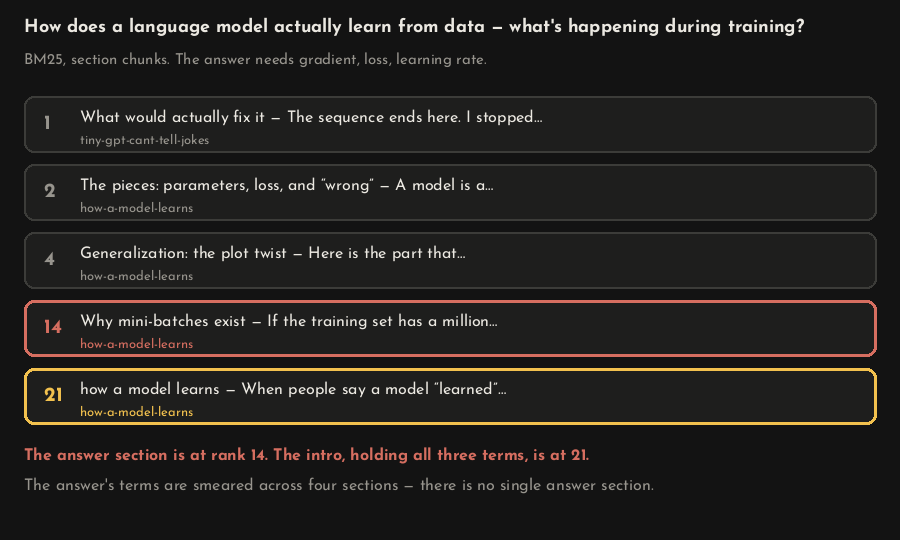 How does a language model actually learn from data – what's happening during training?
BM25, section chunks. The answer needs gradient, loss, learning rate.
1
What would actually fix it – The sequence ends here. I stopped…
tiny-gpt-cant-tell-jokes
2
The pieces: parameters, loss, and “wrong” – A model is a…
how-a-model-learns
4
Generalization: the plot twist – Here is the part that…
how-a-model-learns
14
Why mini-batches exist – If the training set has a million…
how-a-model-learns
21
how a model learns – When people say a model “learned”…
how-a-model-learns
The answer section is at rank 14. The intro, holding all three terms, is at 21.
The answer's terms are smeared across four sections – there is no single answer section.